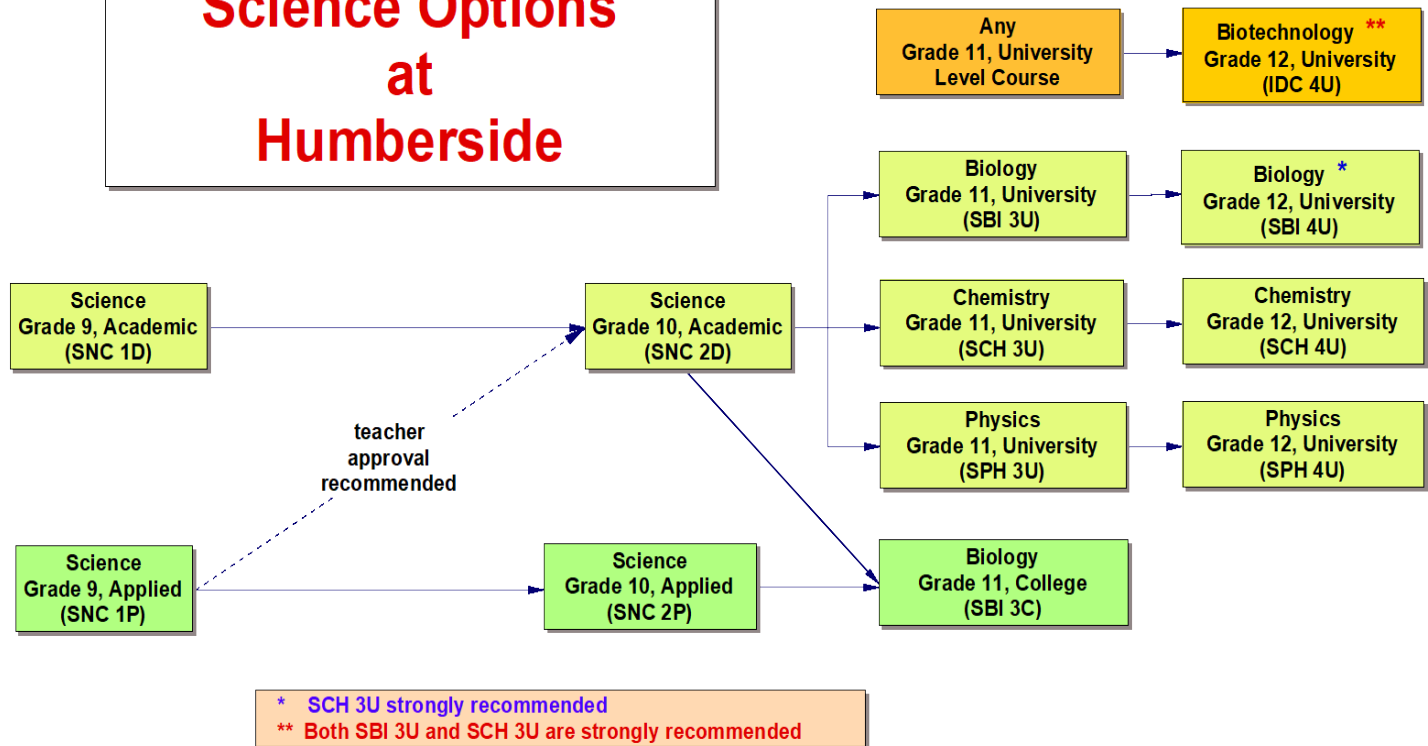 Science Options
at
Humberside
Any
Grade 11, University
Level Course
Biotechnology **
Grade 12, University
(IDC 4U)
Biology
Grade 11, University
(SBI 3U)
Biology *
Grade 12, University
(SBI 4U)
Science
Grade 9, Academic
(SNC 1D)
Science
Grade 10, Academic
(SNC 2D)
Chemistry
Grade 11, University
(SCH 3U)
Chemistry
Grade 12, University
(SCH 4U)
teacher
approval
recommended
Physics
Grade 11, University
(SPH 3U)
Physics
Grade 12, University
(SPH 4U)
Science
Grade 9, Applied
(SNC 1P)
Science
Grade 10, Applied
(SNC 2P)
Biology
Grade 11, College
(SBI 3C)
* SCH 3U strongly recommended
** Both SBI 3U and SCH 3U are strongly recommended